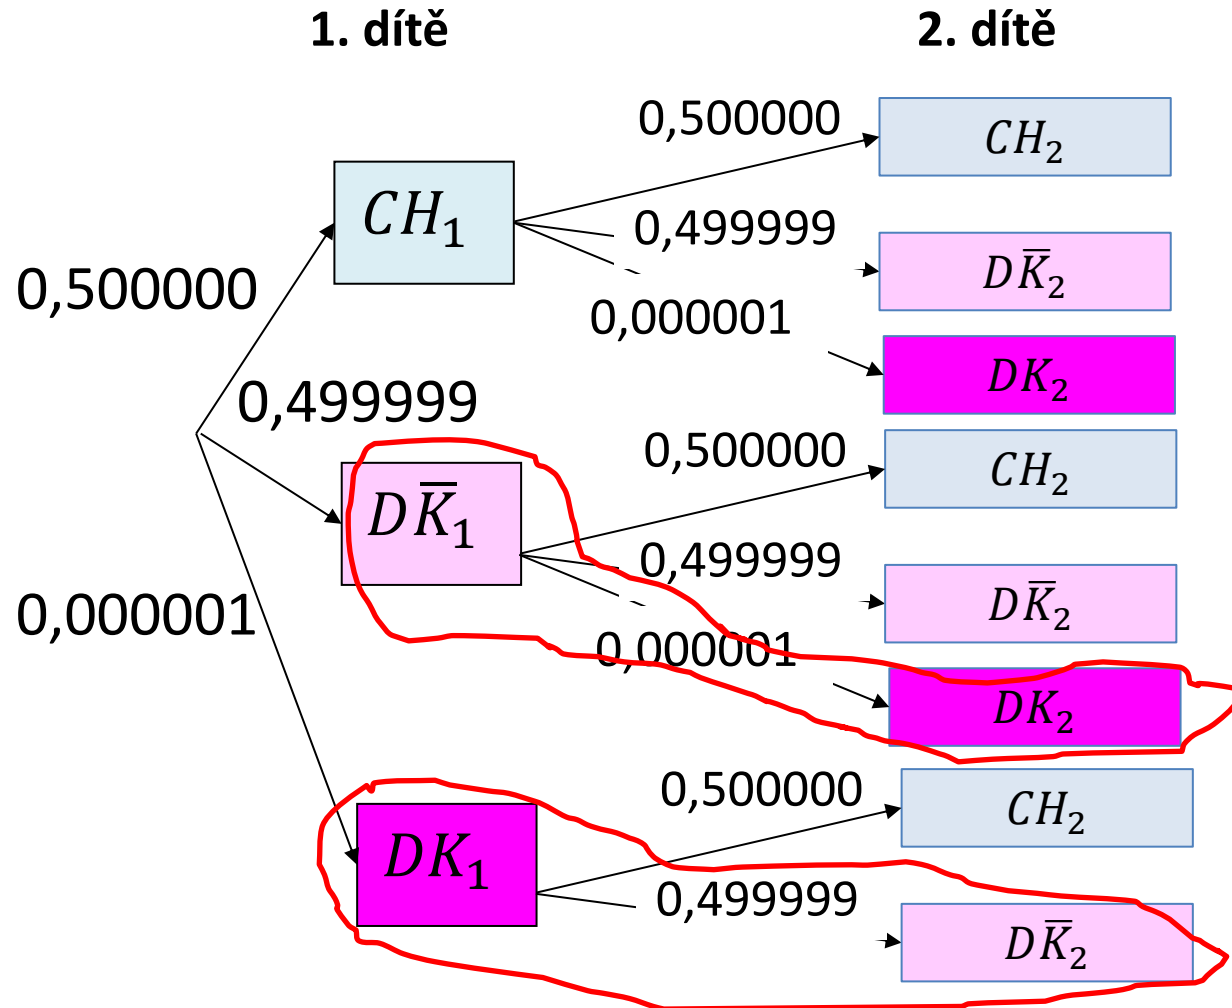 1. dítě 2. dítě
0,500000 CH₂
CH₁
0,499999 DK̅₂
0,500000
0,000001 DK₂
0,499999
0,500000 CH₂
DK̅₁
0,499999 DK̅₂
0,000001
0,000001 DK₂
0,500000 CH₂
DK₁
0,499999 DK̅₂